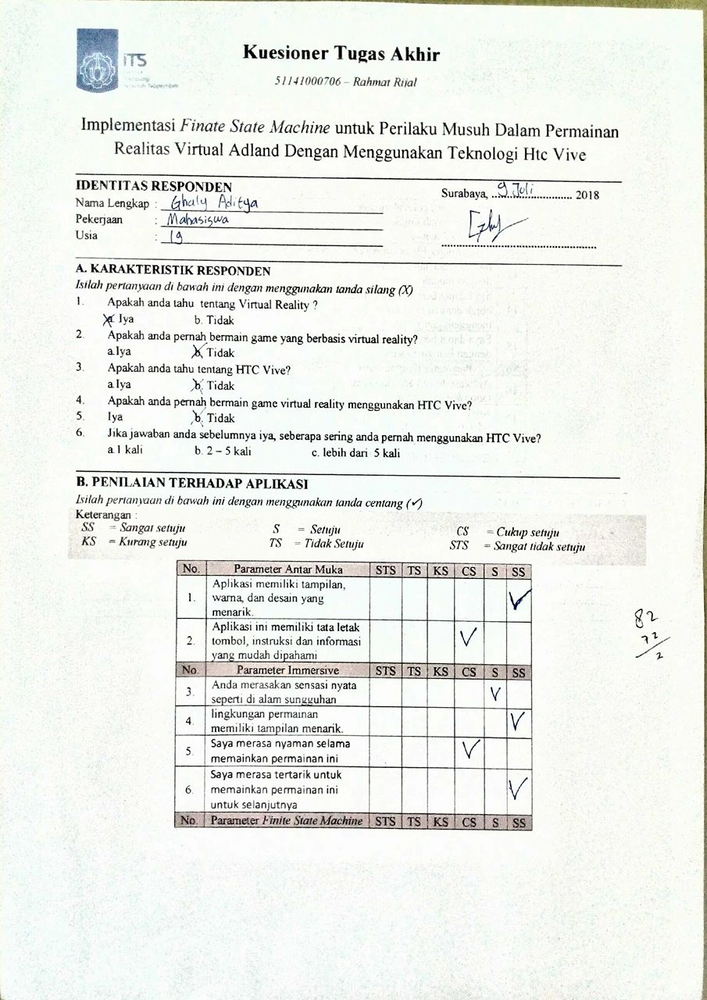 Kuesioner Tugas Akhir
iTS
51141000706 – Rahmat Rijal
Implementasi Finate State Machine untuk Perilaku Musuh Dalam Permainan
Realitas Virtual Adland Dengan Menggunakan Teknologi Htc Vive
IDENTITAS RESPONDEN
Surabaya, 9 Juli 2018
Nama Lengkap : Ghaly Aditya
Pekerjaan : Mahasiswa
Usia : 19
A. KARAKTERISTIK RESPONDEN
Isilah pertanyaan di bawah ini dengan menggunakan tanda silang (X)
1. Apakah anda tahu tentang Virtual Reality ?
a. Iya b. Tidak
2. Apakah anda pernah bermain game yang berbasis virtual reality?
a.Iya b. Tidak
3. Apakah anda tahu tentang HTC Vive?
a.Iya b. Tidak
4. Apakah anda pernah bermain game virtual reality menggunakan HTC Vive?
5. Iya b. Tidak
6. Jika jawaban anda sebelumnya iya, seberapa sering anda pernah menggunakan HTC Vive?
a.1 kali b. 2 – 5 kali c. lebih dari 5 kali
B. PENILAIAN TERHADAP APLIKASI
Isilah pertanyaan di bawah ini dengan menggunakan tanda centang (✓)
Keterangan :
SS = Sangat setuju S = Setuju CS = Cukup setuju
KS = Kurang setuju TS = Tidak Setuju STS = Sangat tidak setuju
No. Parameter Antar Muka STS TS KS CS S SS
1. Aplikasi memiliki tampilan,
warna, dan desain yang ✓
menarik.
2. Aplikasi ini memiliki tata letak
tombol, instruksi dan informasi ✓
yang mudah dipahami
82
72
2
No. Parameter Immersive STS TS KS CS S SS
3. Anda merasakan sensasi nyata ✓
seperti di alam sungguhan
4. lingkungan permainan ✓
memiliki tampilan menarik.
5. Saya merasa nyaman selama ✓
memainkan permainan ini
6. Saya merasa tertarik untuk
memainkan permainan ini ✓
untuk selanjutnya
No. Parameter Finite State Machine STS TS KS CS S SS